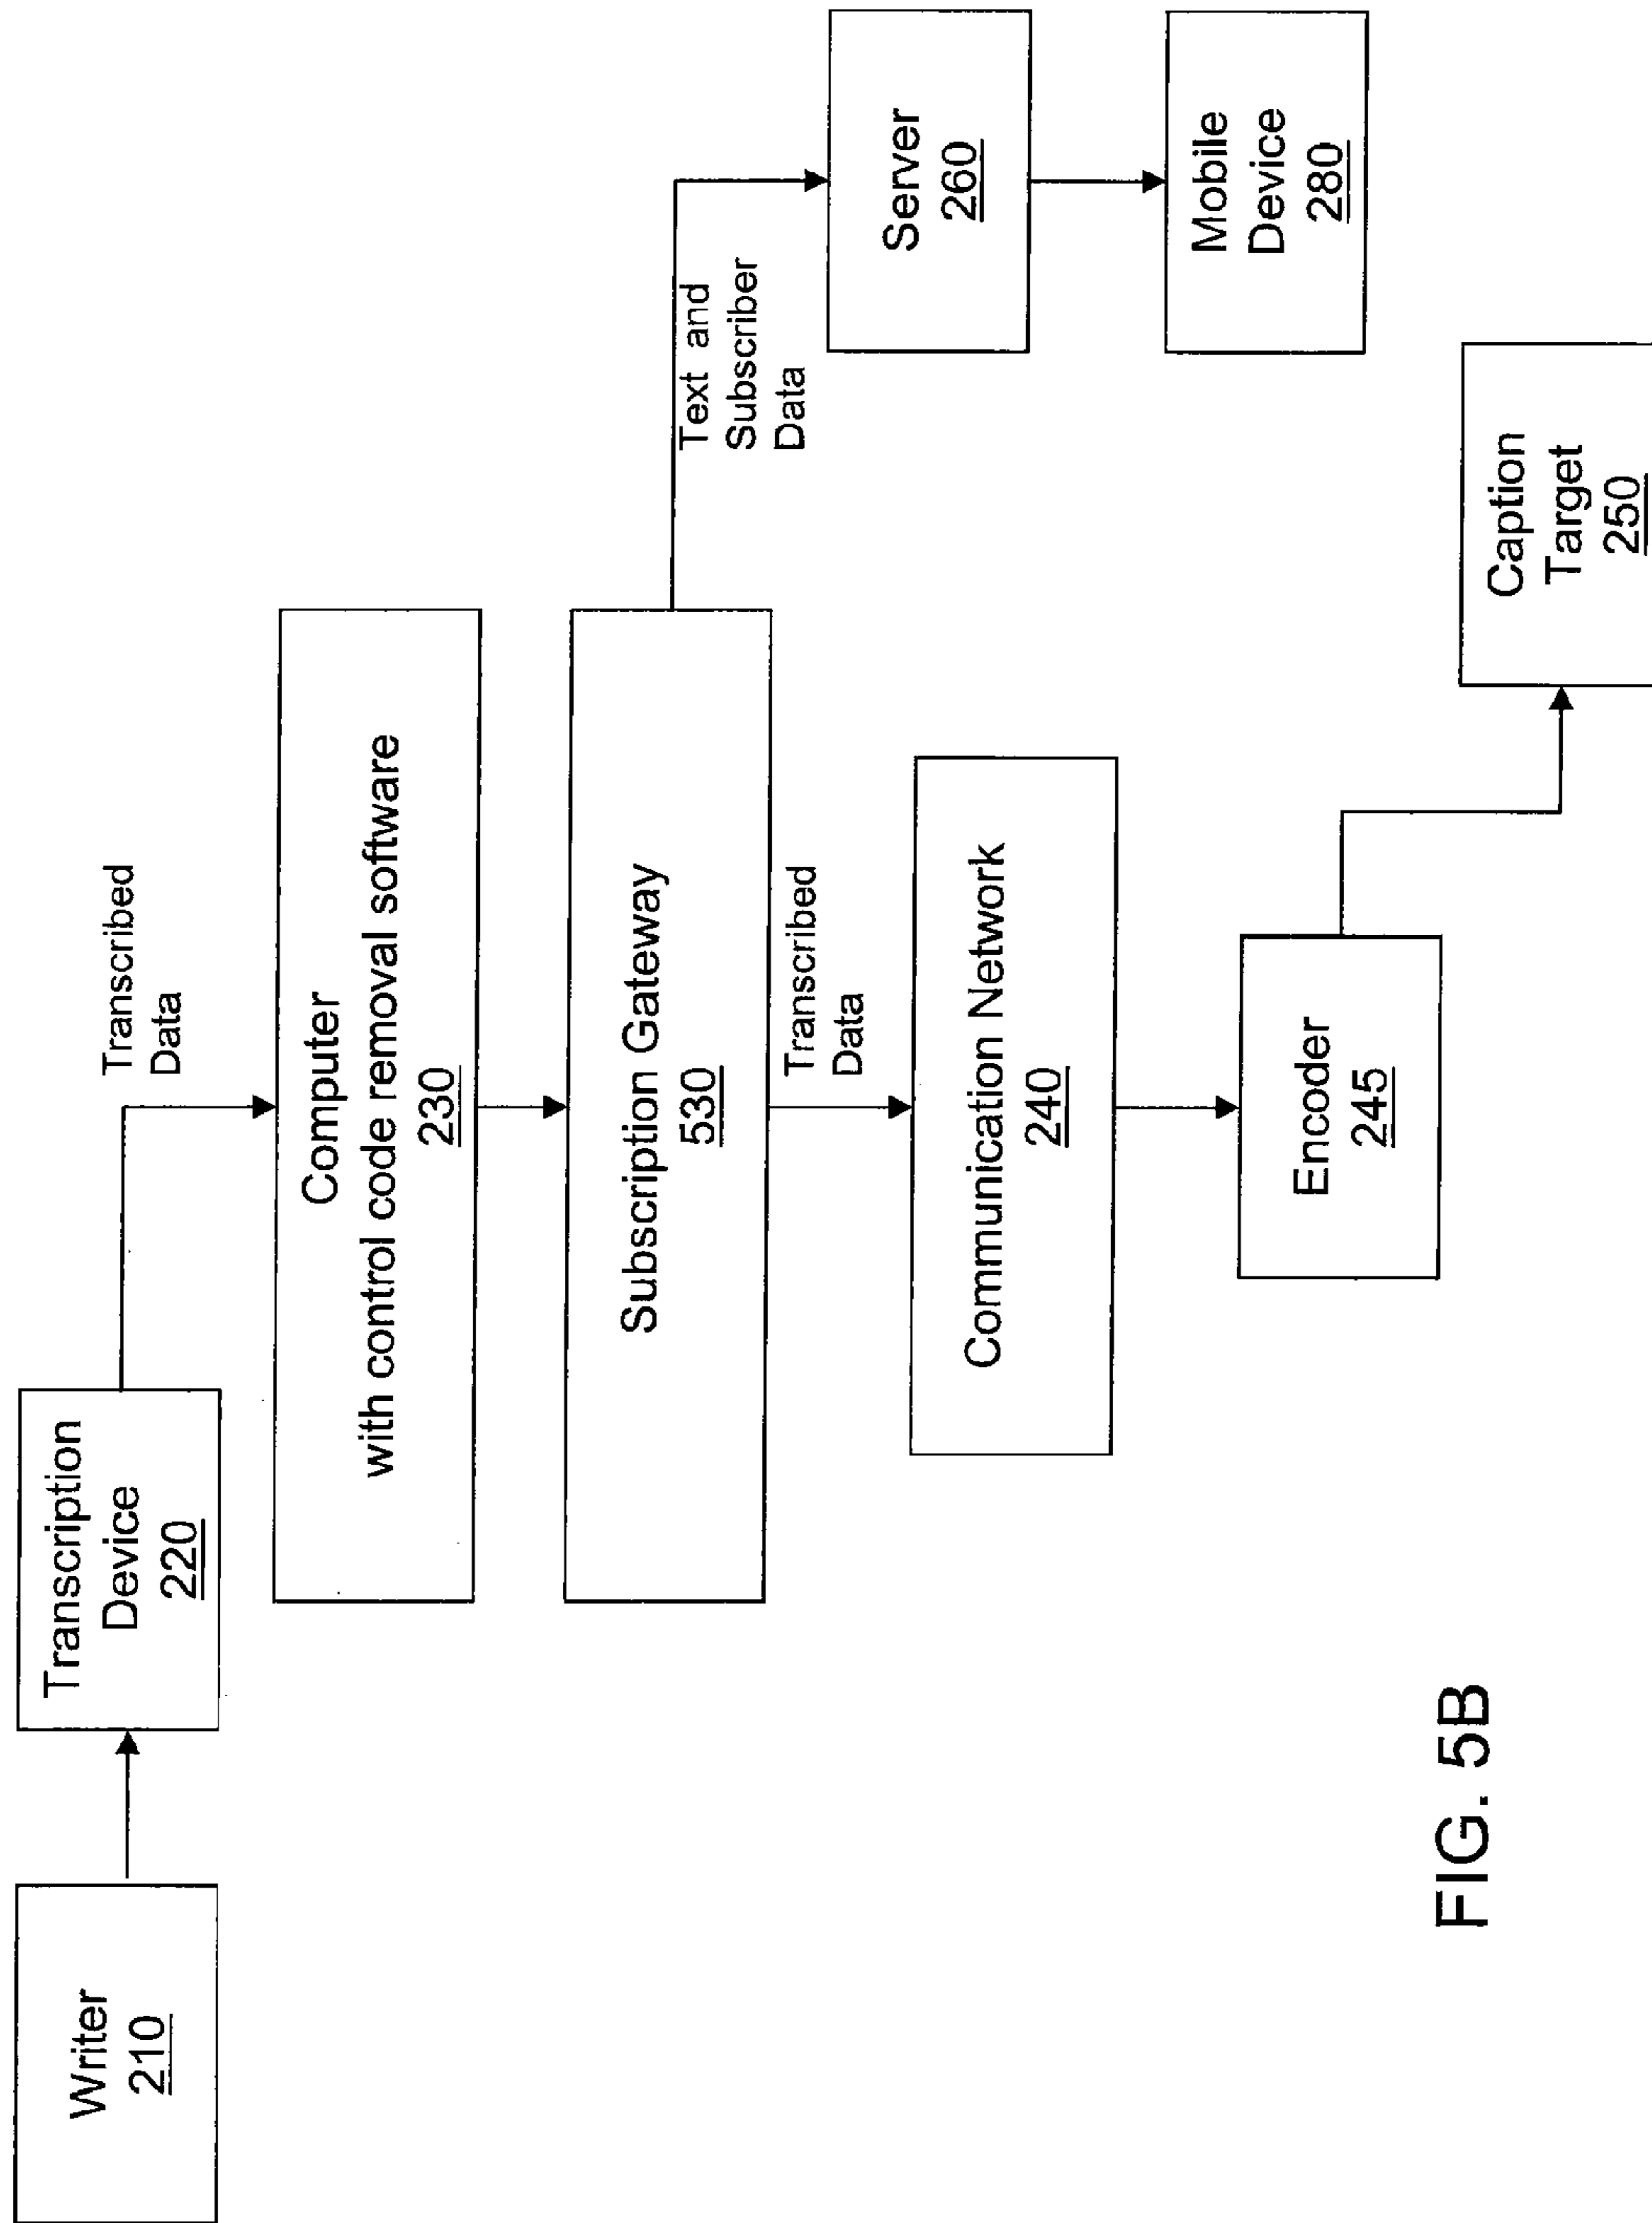 Writer
210
Transcription
Device
220
Transcribed
Data
Computer
with control code removal software
230
Subscription Gateway
530
Text and
Subscriber
Data
Server
260
Mobile
Device
280
Transcribed
Data
Communication Network
240
Encoder
245
Caption
Target
250
FIG. 5B